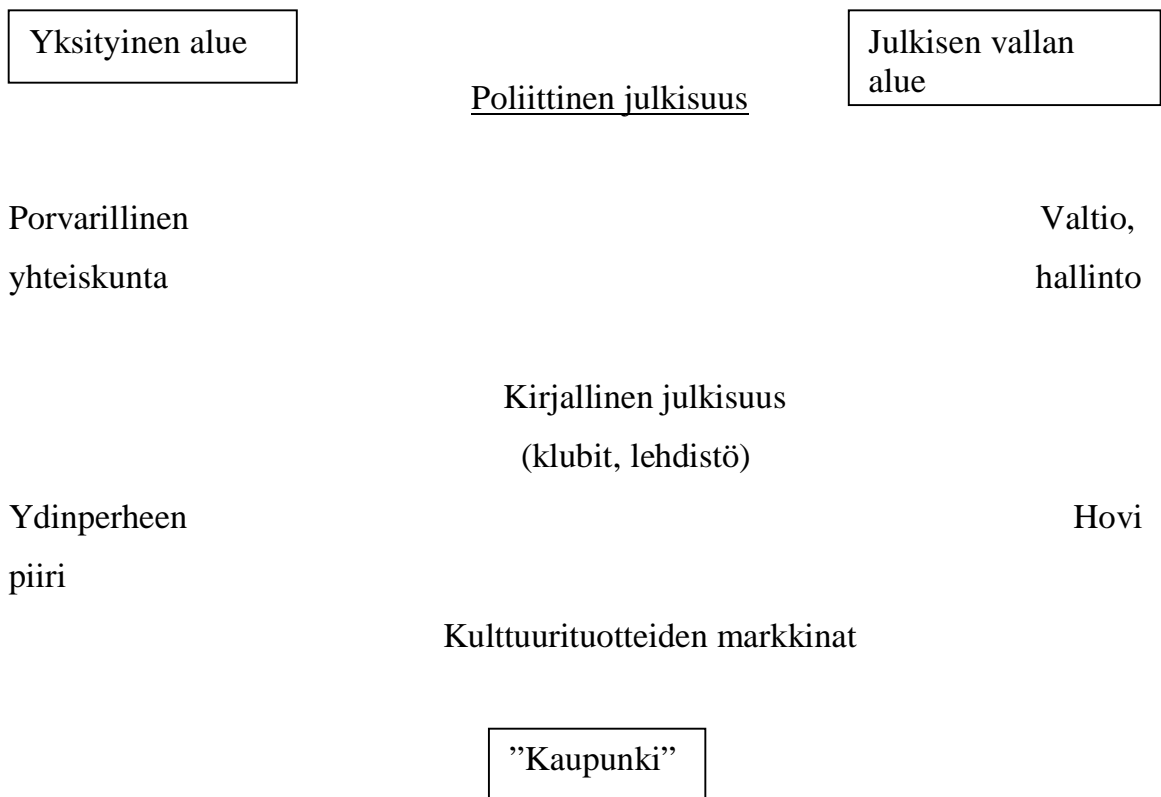 Yksityinen alue
Julkisen vallan
alue
Poliittinen julkisuus
Porvarillinen
yhteiskunta
Valtio,
hallinto
Kirjallinen julkisuus
(klubit, lehdistö)
Ydinperheen
piiri
Hovi
Kulttuurituotteiden markkinat
”Kaupunki”